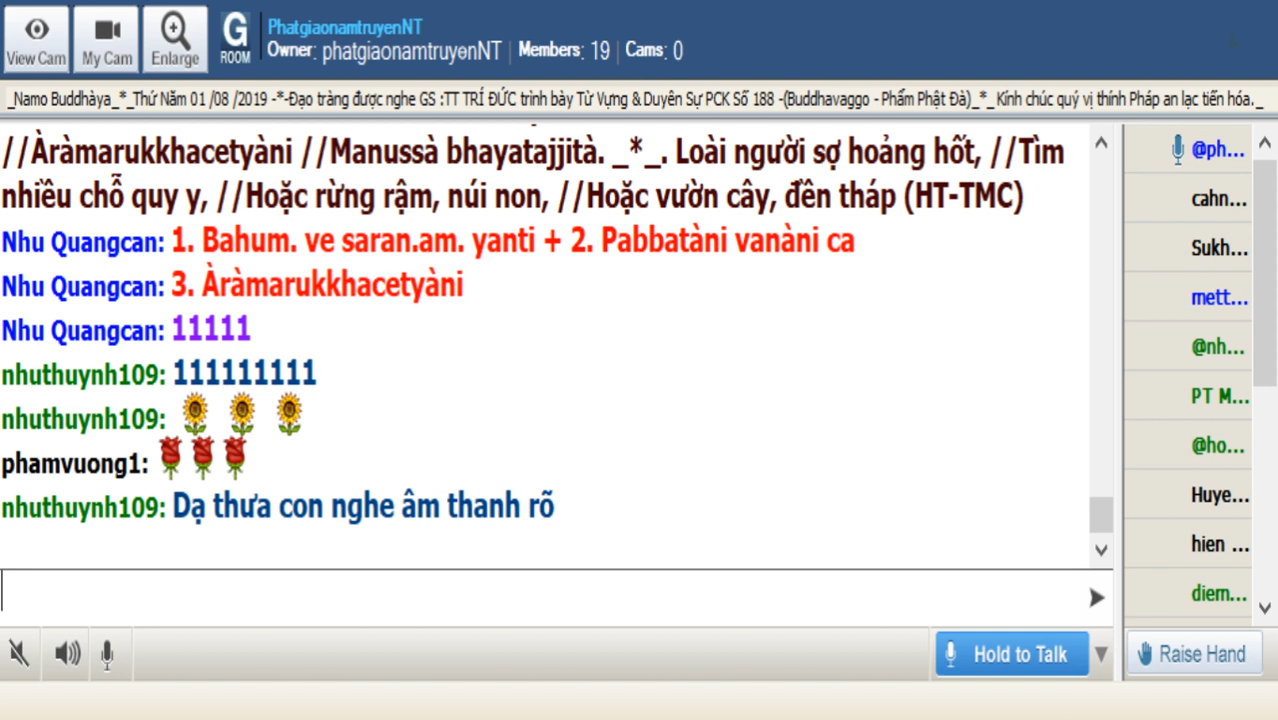 View Cam
My Cam
Enlarge
G
ROOM
PhatgiaonamtruyenNT
Owner: phatgiaonamtruyenNT | Members: 19 | Cams: 0
_Namo Buddhàya_*_Thứ Năm 01 /08 /2019 -*-Đạo tràng được nghe GS :TT TRÍ ĐỨC trình bày Từ Vựng & Duyên Sự PCK Số 188 -(Buddhavaggo - Phẩm Phật Đà)_*_ Kính chúc quý vị thính Pháp an lạc tiến hóa._
//Àràmarukkhacetyàni //Manussà bhayatajjità. _*_. Loài người sợ hoảng hốt, //Tìm
nhiều chỗ quy y, //Hoặc rừng rậm, núi non, //Hoặc vườn cây, đền tháp (HT-TMC)
Nhu Quangcan: 1. Bahum. ve saran.am. yanti + 2. Pabbatàni vanàni ca
Nhu Quangcan: 3. Àràmarukkhacetyàni
Nhu Quangcan: 11111
nhuthuynh109: 111111111
nhuthuynh109:
phamvuong1:
nhuthuynh109: Dạ thưa con nghe âm thanh rõ
@ph...
cahn...
Sukh...
mett...
@nh...
PT M...
@ho...
Huye...
hien ...
diem...
Hold to Talk
Raise Hand